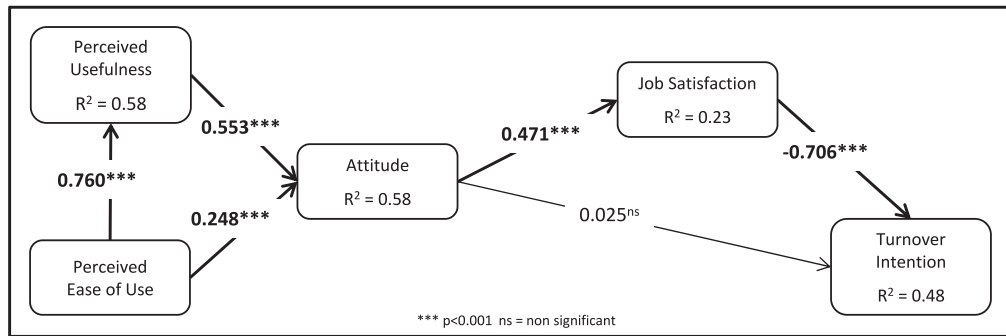 Perceived
Usefulness
R² = 0.58
0.553***
0.760***
0.248***
Perceived
Ease of Use
Attitude
R² = 0.58
0.471***
Job Satisfaction
R² = 0.23
-0.706***
0.025ⁿˢ
Turnover
Intention
R² = 0.48
*** p<0.001 ns = non significant